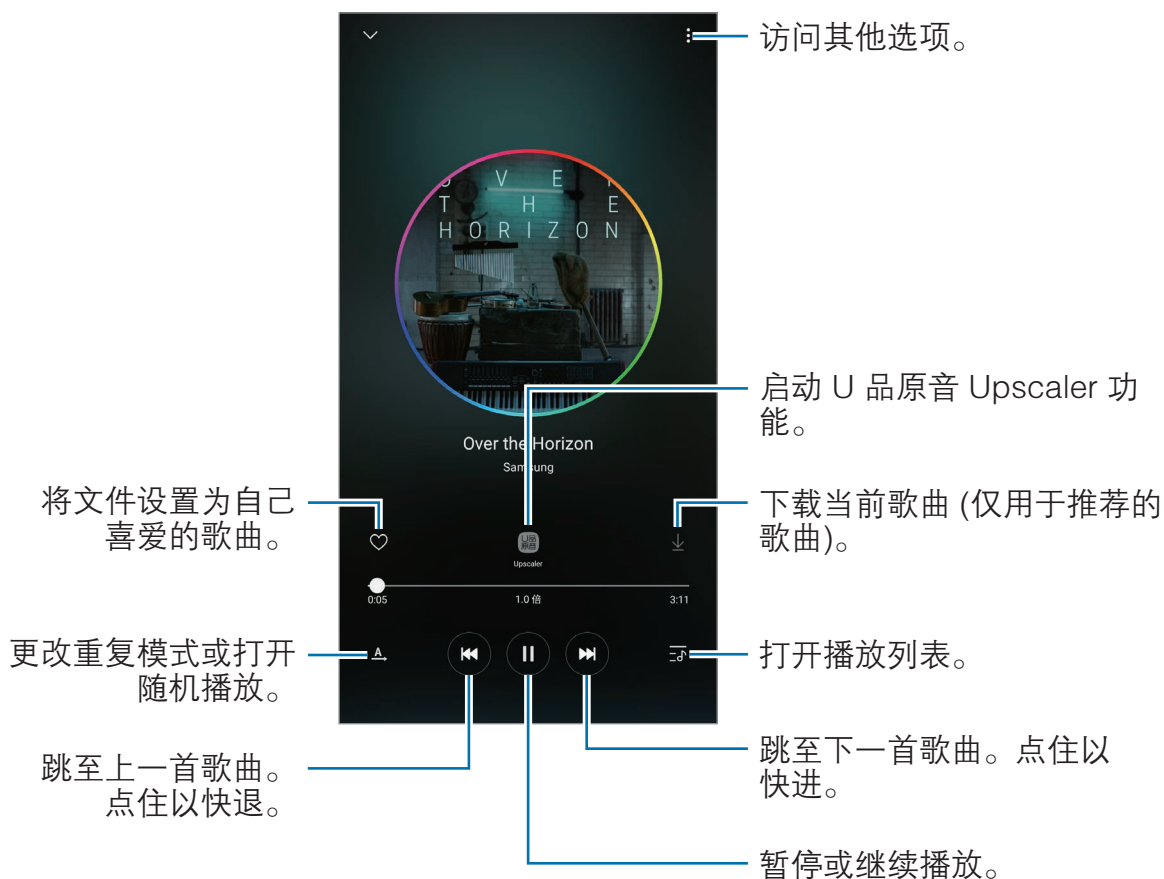 访问其他选项。
O V E R
T H E
H O R I Z O N
启动 U 品原音 Upscaler 功
能。
Over the Horizon
Samsung
将文件设置为自己
喜爱的歌曲。
下载当前歌曲 (仅用于推荐的
歌曲)。
U品
原音
Upscaler
0:05
1.0 倍
3:11
更改重复模式或打开
随机播放。
A
打开播放列表。
跳至上一首歌曲。
点住以快退。
跳至下一首歌曲。点住以
快进。
暂停或继续播放。